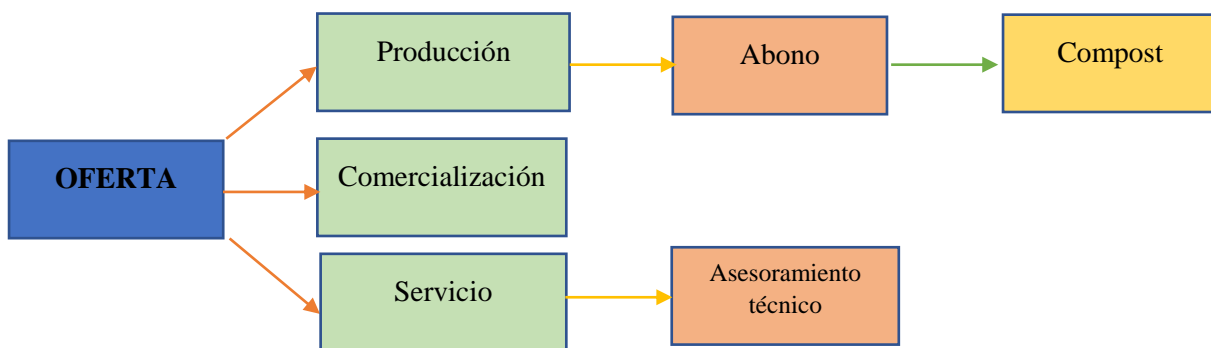 Producción
Abono
Compost
OFERTA
Comercialización
Servicio
Asesoramiento
técnico